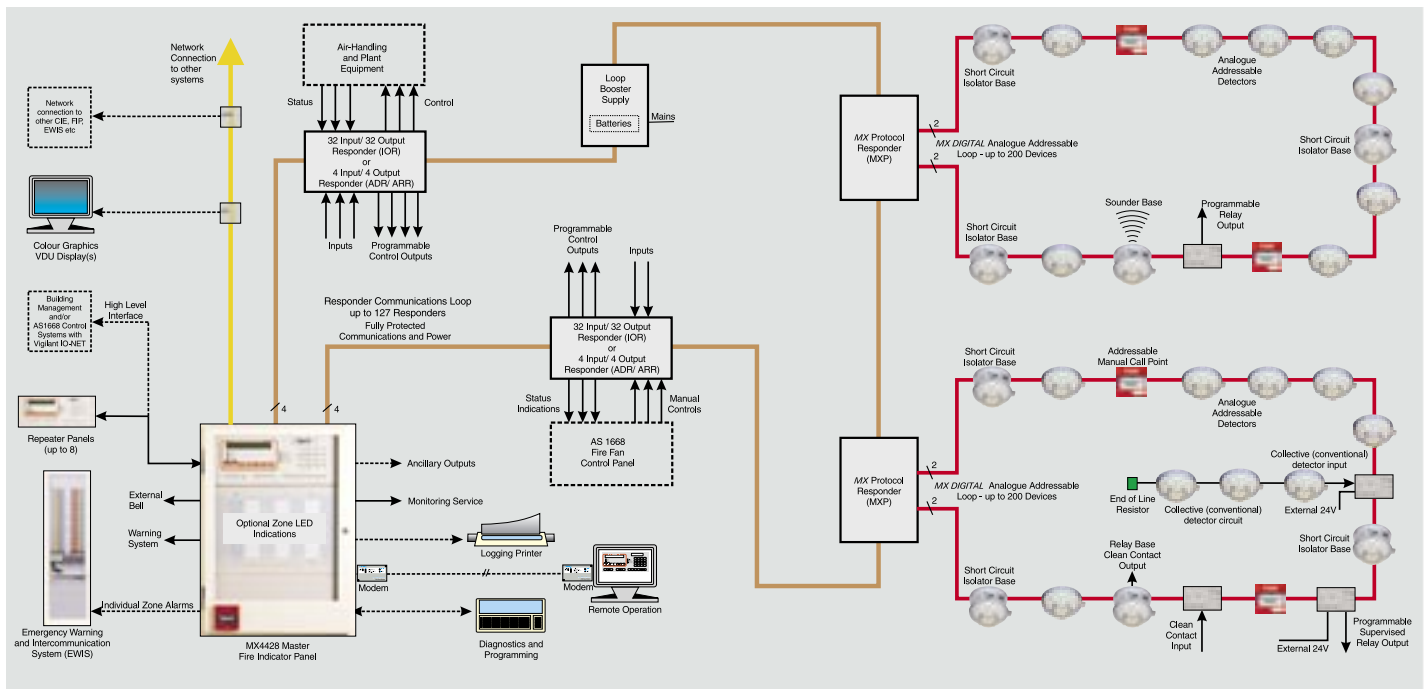 Network
Connection
to other
systems
Network
connection to
other CIE, FIP,
EWIS etc
Colour Graphics
VDU Display(s)
Building
Management
and/or
AS1668 Control
Systems with
Vigilant IO-NET
High Level
Interface
Repeater Panels
(up to 8)
External
Bell
Warning
System
Individual Zone Alarms
Emergency Warning
and Intercommunication
System (EWIS)
Optional Zone LED
Indications
MX4428 Master
Fire Indicator Panel
4
4
Air-Handling
and Plant
Equipment
Status
Control
32 Input/ 32 Output
Responder (IOR)
or
4 Input/ 4 Output
Responder (ADR/ ARR)
Inputs
Programmable
Control Outputs
Responder Communications Loop
up to 127 Responders
Fully Protected
Communications and Power
Ancillary Outputs
Monitoring Service
Logging Printer
Modem
//
Modem
Remote Operation
Diagnostics and
Programming
Loop
Booster
Supply
Batteries
Mains
Programmable
Control
Outputs
Inputs
32 Input/ 32 Output
Responder (IOR)
or
4 Input/ 4 Output
Responder (ADR/ ARR)
Status
Indications
Manual
Controls
AS 1668
Fire Fan
Control Panel
MX Protocol
Responder
(MXP)
2
MX DIGITAL Analogue Addressable
Loop - up to 200 Devices
2
Short Circuit
Isolator Base
Analogue
Addressable
Detectors
Short Circuit
Isolator Base
Short Circuit
Isolator Base
Sounder Base
Programmable
Relay
Output
MX Protocol
Responder
(MXP)
2
MX DIGITAL Analogue Addressable
Loop - up to 200 Devices
2
Short Circuit
Isolator Base
Addressable
Manual Call Point
Analogue
Addressable
Detectors
Collective (conventional)
detector input
End of Line
Resistor
Collective (conventional)
detector circuit
External 24V
Short Circuit
Isolator Base
Short Circuit
Isolator Base
Relay Base
Clean Contact
Output
Clean
Contact
Input
External 24V
Programmable
Supervised
Relay Output